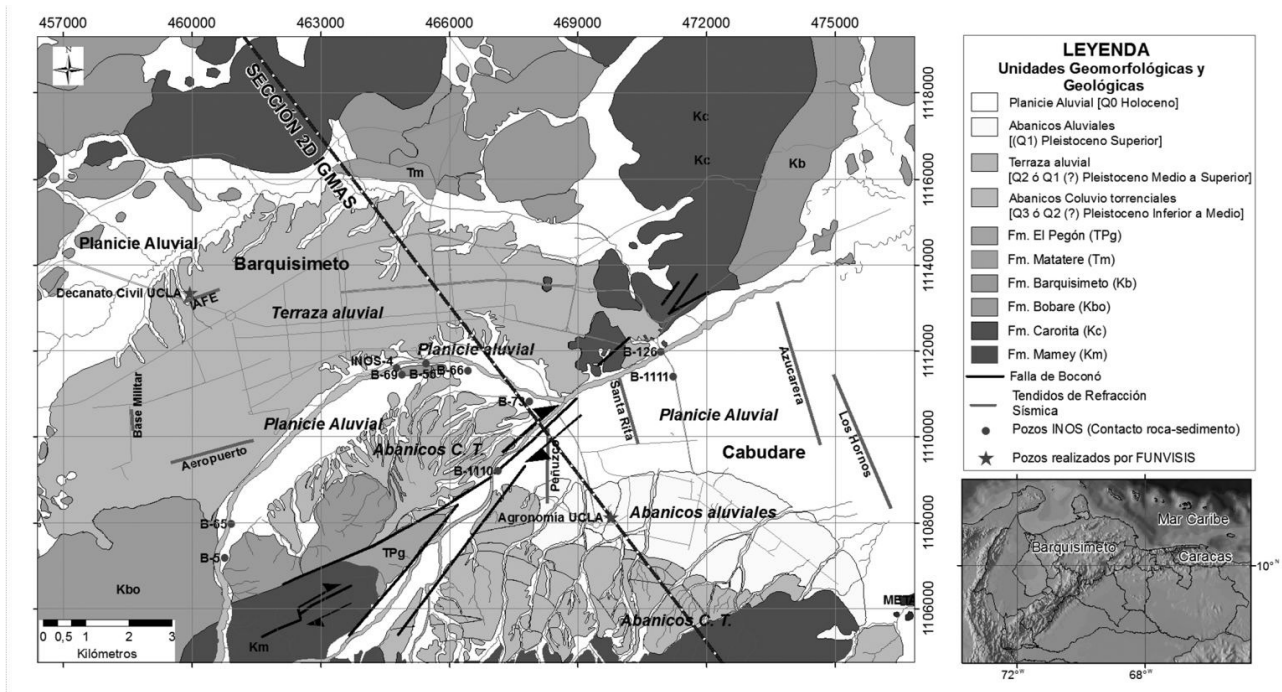 457000 460000 463000 466000 469000 472000 475000
N
SECCIÓN 2D IGMAS
1118000
Kc
Kc
Kb
Tm
1116000
Planicie Aluvial
Barquisimeto
1114000
Decanato Civil UCLA
IAFE
Terraza aluvial
Planicie aluvial
1112000
INOS-4
B-69
B-56
B-66
B-126
B-1111
B-73
Santa Rita
Azucarera
Los Hornos
Base Militar
Planicie Aluvial
Planicie Aluvial
1110000
Aeropuerto
Abanicos C. T.
Cabudare
B-1110
Peñuzco
B-65
Agronomia UCLA
Abanicos aluviales
1108000
B-5
TPg
Kbo
Abanicos C. T.
1106000
Km
0 0,5 1 2 3
Kilómetros
LEYENDA
Unidades Geomorfológicas y
Geológicas
Planicie Aluvial [Q0 Holoceno]
Abanicos Aluviales
[(Q1) Pleistoceno Superior]
Terraza aluvial
[Q2 ó Q1 (?) Pleistoceno Medio a Superior]
Abanicos Coluvio torrenciales
[Q3 ó Q2 (?) Pleistoceno Inferior a Medio]
Fm. El Pegón (TPg)
Fm. Matatere (Tm)
Fm. Barquisimeto (Kb)
Fm. Bobare (Kbo)
Fm. Carorita (Kc)
Fm. Mamey (Km)
Falla de Boconó
Tendidos de Refracción
Sísmica
Pozos INOS (Contacto roca-sedimento)
Pozos realizados por FUNVISIS
Mar Caribe
Barquisimeto
Caracas
10°N
72° 68°